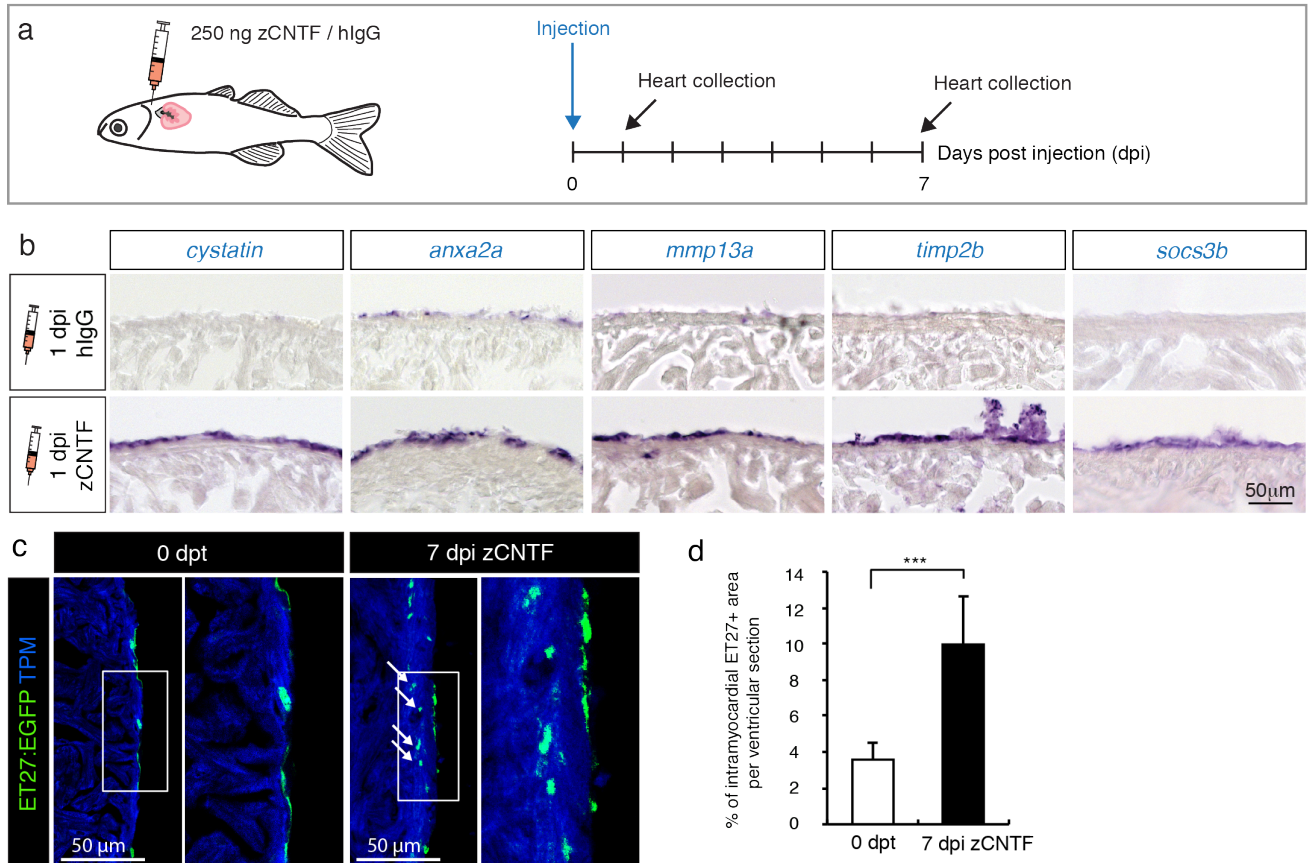 a
250 ng zCNTF / hIgG
Injection
Heart collection
Heart collection
Days post injection (dpi)
0
7
b
cystatin
anxa2a
mmp13a
timp2b
socs3b
1 dpi
hIgG
1 dpi
zCNTF
50μm
c
0 dpt
7 dpi zCNTF
ET27:EGFP TPM
50 μm
50 μm
d
% of intramyocardial ET27+ area
per ventricular section
14
12
10
8
6
4
2
0
***
0 dpt
7 dpi zCNTF